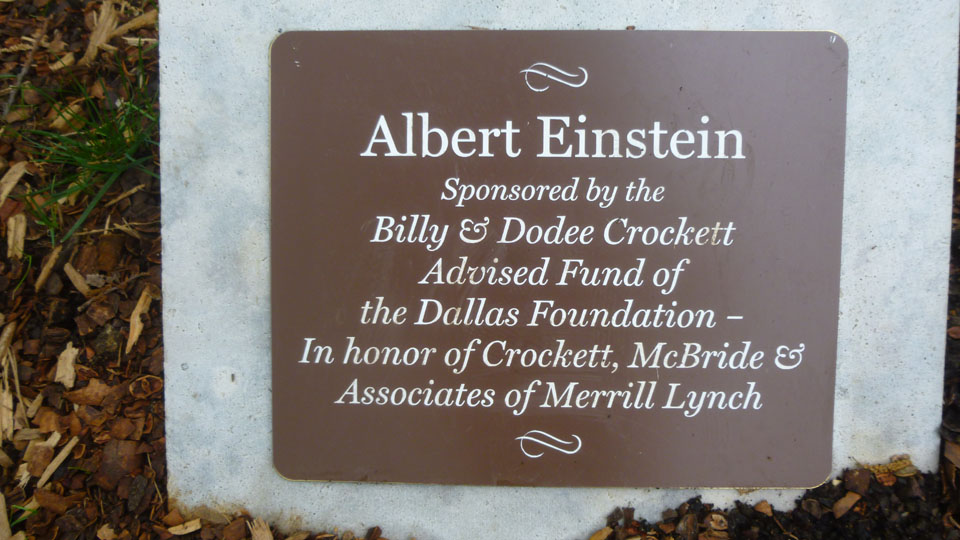 Albert Einstein
Sponsored by the
Billy & Dodee Crockett
Advised Fund of
the Dallas Foundation –
In honor of Crockett, McBride &
Associates of Merrill Lynch